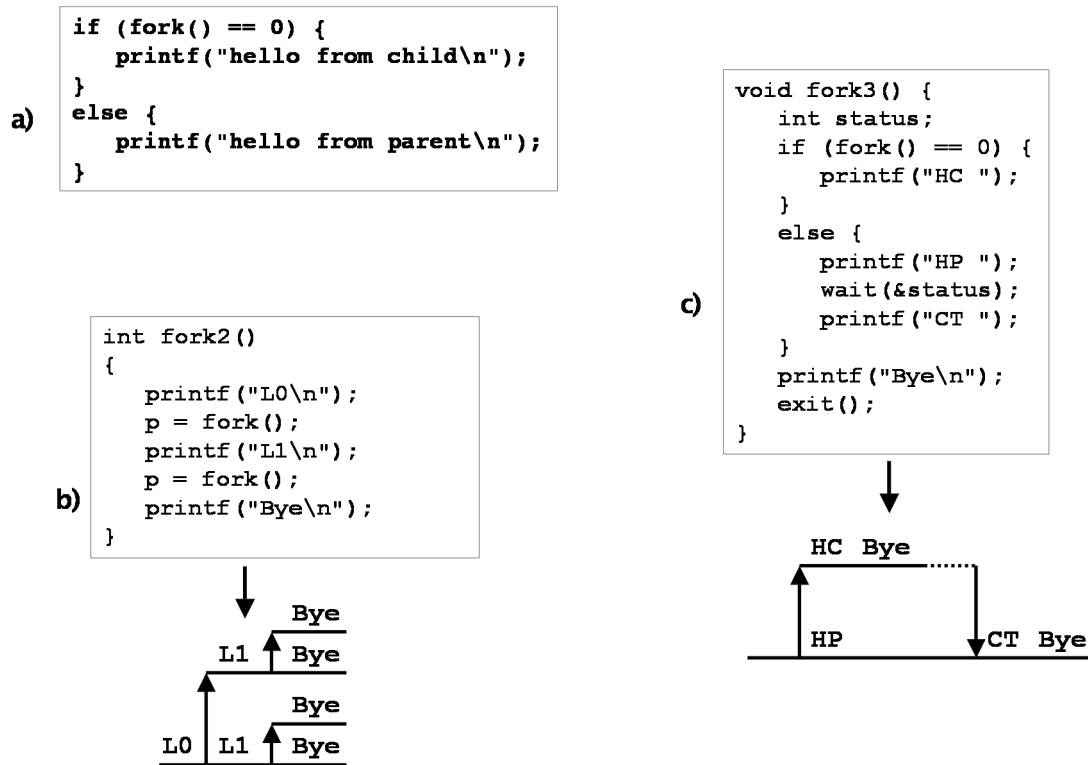 a)
if (fork() == 0) {
   printf("hello from child\n");
}
else {
   printf("hello from parent\n");
}
b)
int fork2()
{
   printf("L0\n");
   p = fork();
   printf("L1\n");
   p = fork();
   printf("Bye\n");
}
Bye
L1 Bye
Bye
L0 L1 Bye
c)
void fork3() {
   int status;
   if (fork() == 0) {
      printf("HC ");
   }
   else {
      printf("HP ");
      wait(&status);
      printf("CT ");
   }
   printf("Bye\n");
   exit();
}
HC Bye
HP CT Bye